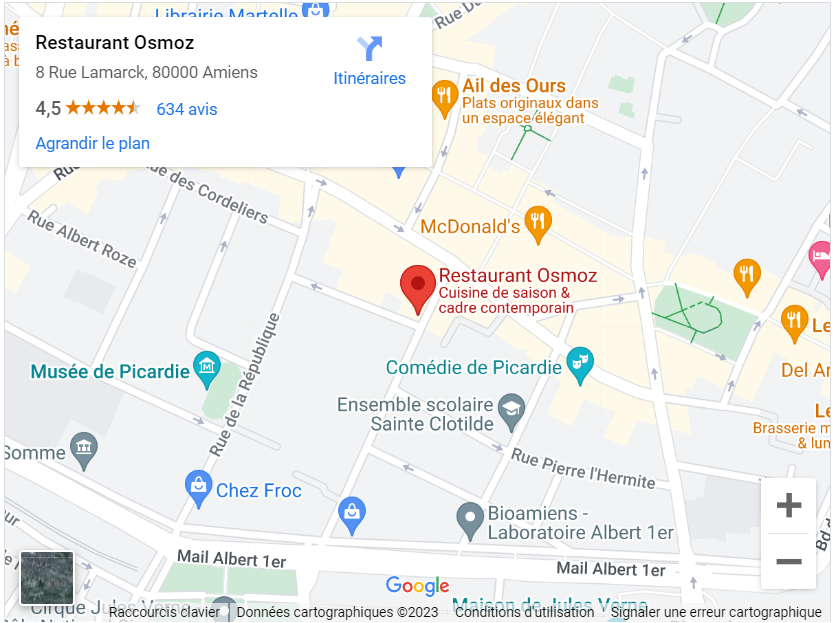 Librairie Martelle
Rue Du
Restaurant Osmoz
8 Rue Lamarck, 80000 Amiens
Itinéraires
4,5
634 avis
Agrandir le plan
Ail des Ours
Plats originaux dans
un espace élégant
Rue des Cordeliers
Rue Albert Roze
McDonald's
Restaurant Osmoz
Cuisine de saison &
cadre contemporain
Le
Musée de Picardie
Rue de la République
Comédie de Picardie
Del Ar
Ensemble scolaire
Sainte Clotilde
Le
Brasserie m
& lun
Somme
Rue Pierre l'Hermite
Chez Froc
Bioamiens -
Laboratoire Albert 1er
Bd
Mail Albert 1er
Mail Albert 1er
Google
Cirque Jules Verne
Maison de Jules Verne
Raccourcis clavier
Données cartographiques ©2023
Conditions d'utilisation
Signaler une erreur cartographique